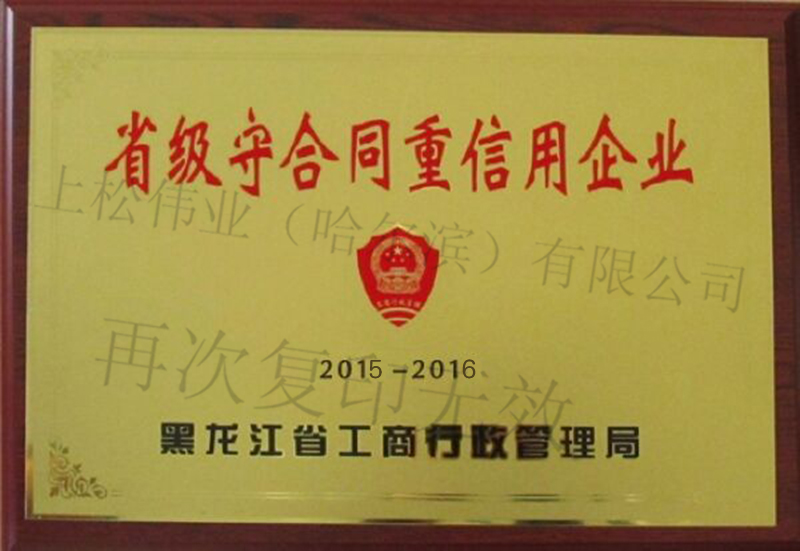 省级守合同重信用企业
上松伟业（哈尔滨）有限公司
2015-2016
再次复印无效
黑龙江省工商行政管理局